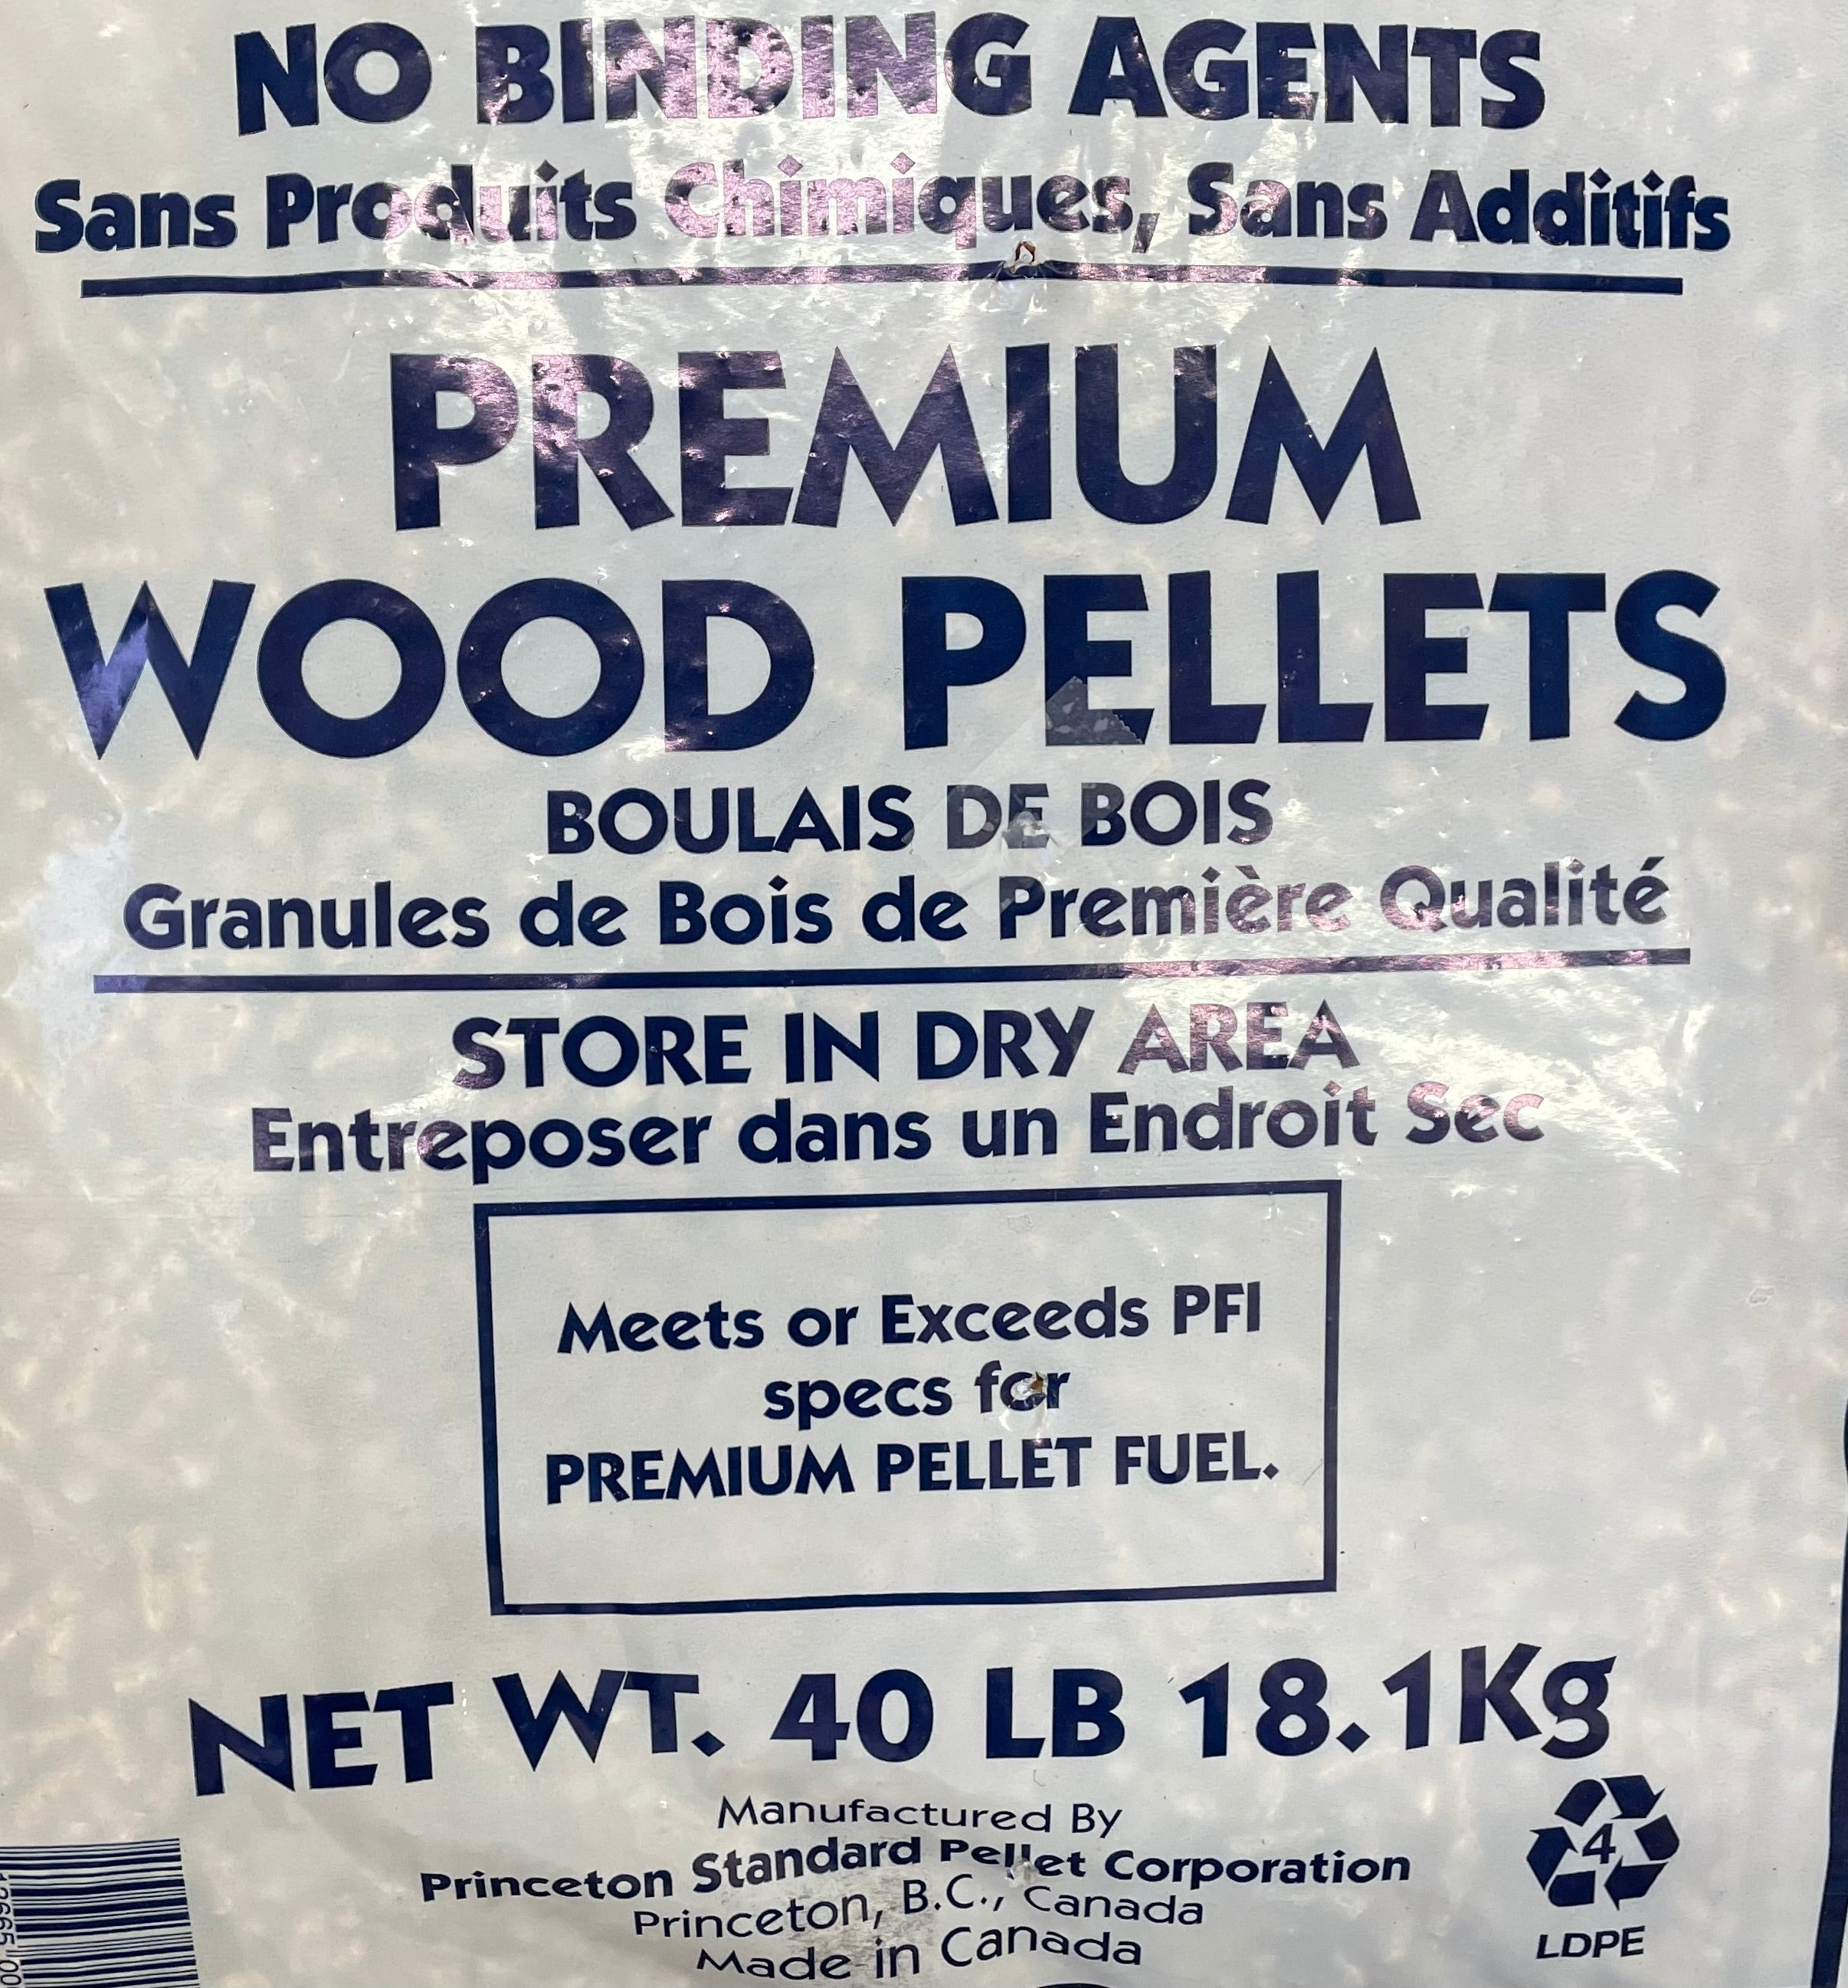 NO BINDING AGENTS
Sans Produits Chimiques, Sans Additifs
PREMIUM
WOOD PELLETS
BOULAIS DE BOIS
Granules de Bois de Première Qualité
STORE IN DRY AREA
Entreposer dans un Endroit Sec
Meets or Exceeds PFI
specs for
PREMIUM PELLET FUEL.
NET WT. 40 LB 18.1Kg
Manufactured By
Princeton Standard Pellet Corporation
Princeton, B.C., Canada
Made in Canada
4
LDPE